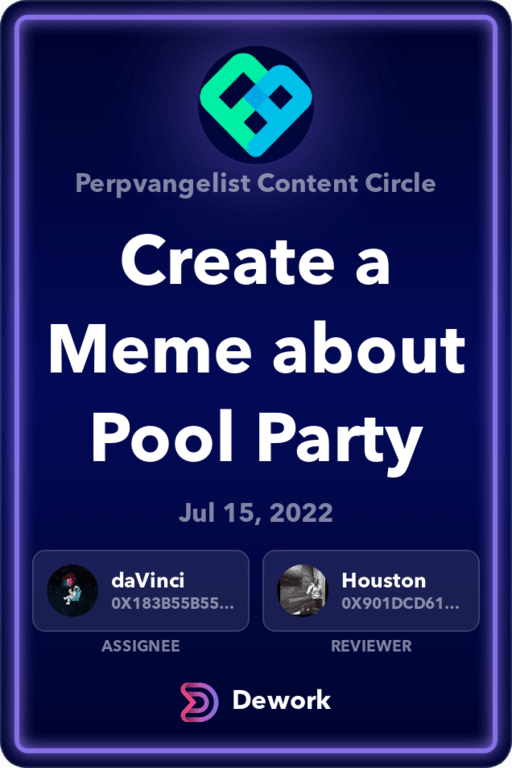 Perpvangelist Content Circle
Create a
Meme about
Pool Party
Jul 15, 2022
daVinci
0X183B55B55...
ASSIGNEE
Houston
0X901DCD61...
REVIEWER
Dework